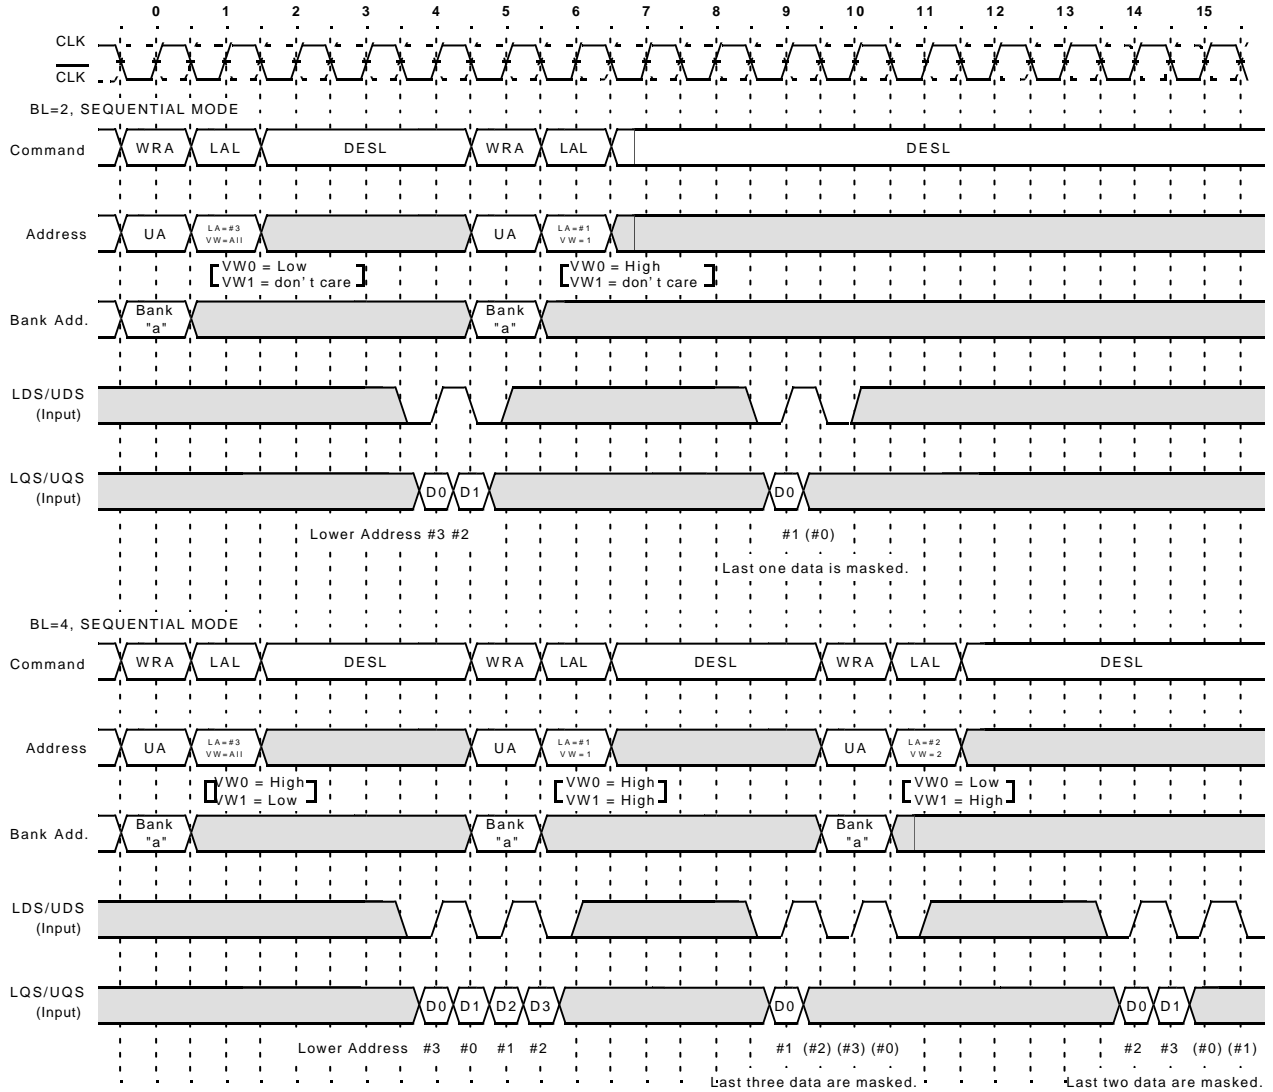 0 1 2 3 4 5 6 7 8 9 10 11 12 13 14 15
CLK
CLK
BL=2, SEQUENTIAL MODE
Command WRA LAL DESL WRA LAL DESL
Address UA LA=#3 UA LA=#1
VW=All VW=1
VW0 = Low VW0 = High
VW1 = don't care VW1 = don't care
Bank Add. Bank Bank
"a" "a"
LDS/UDS
(Input)
LQS/UQS
(Input) D0 D1 D0
Lower Address #3 #2 #1 (#0)
Last one data is masked.
BL=4, SEQUENTIAL MODE
Command WRA LAL DESL WRA LAL DESL WRA LAL DESL
Address UA LA=#3 UA LA=#1 UA LA=#2
VW=All VW=1 VW=2
VW0 = High VW0 = High VW0 = Low
VW1 = Low VW1 = High VW1 = High
Bank Add. Bank Bank Bank
"a" "a" "a"
LDS/UDS
(Input)
LQS/UQS
(Input) D0 D1 D2 D3 D0 D0 D1
Lower Address #3 #0 #1 #2 #1 (#2) (#3) (#0) #2 #3 (#0) (#1)
Last three data are masked. Last two data are masked.